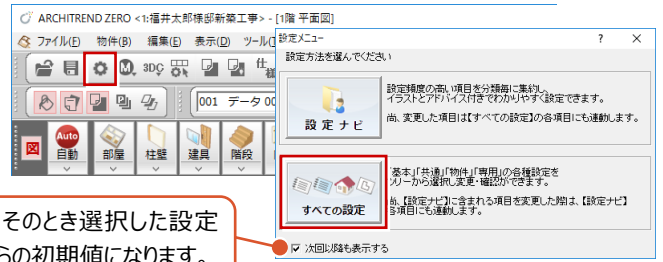 ARCHITREND ZERO <1:福井太郎様邸新築工事> - [1階 平面図]
ファイル(F) 物件(B) 編集(E) 表示(D) ツール(
3DPC 仕
001 データ 00
図 Auto 自動 部屋 柱壁 建具 階段
設定メニュー ? ×
設定方法を選んでください
設定ナビ
設定頻度の高い項目を分類毎に集約し、
イラストとアドバイス付きでわかりやすく設定できます。
尚、変更した項目は【すべての設定】の各項目にも連動します。
すべての設定
「基本」「共通」「物件」「専用」の各種設定を
ツリーから選択し変更・確認ができます。
尚、【設定ナビ】に含まれる項目を変更した際は、【設定ナビ】
各項目にも連動します。
次回以降も表示する
そのとき選択した設定
らの初期値になります。